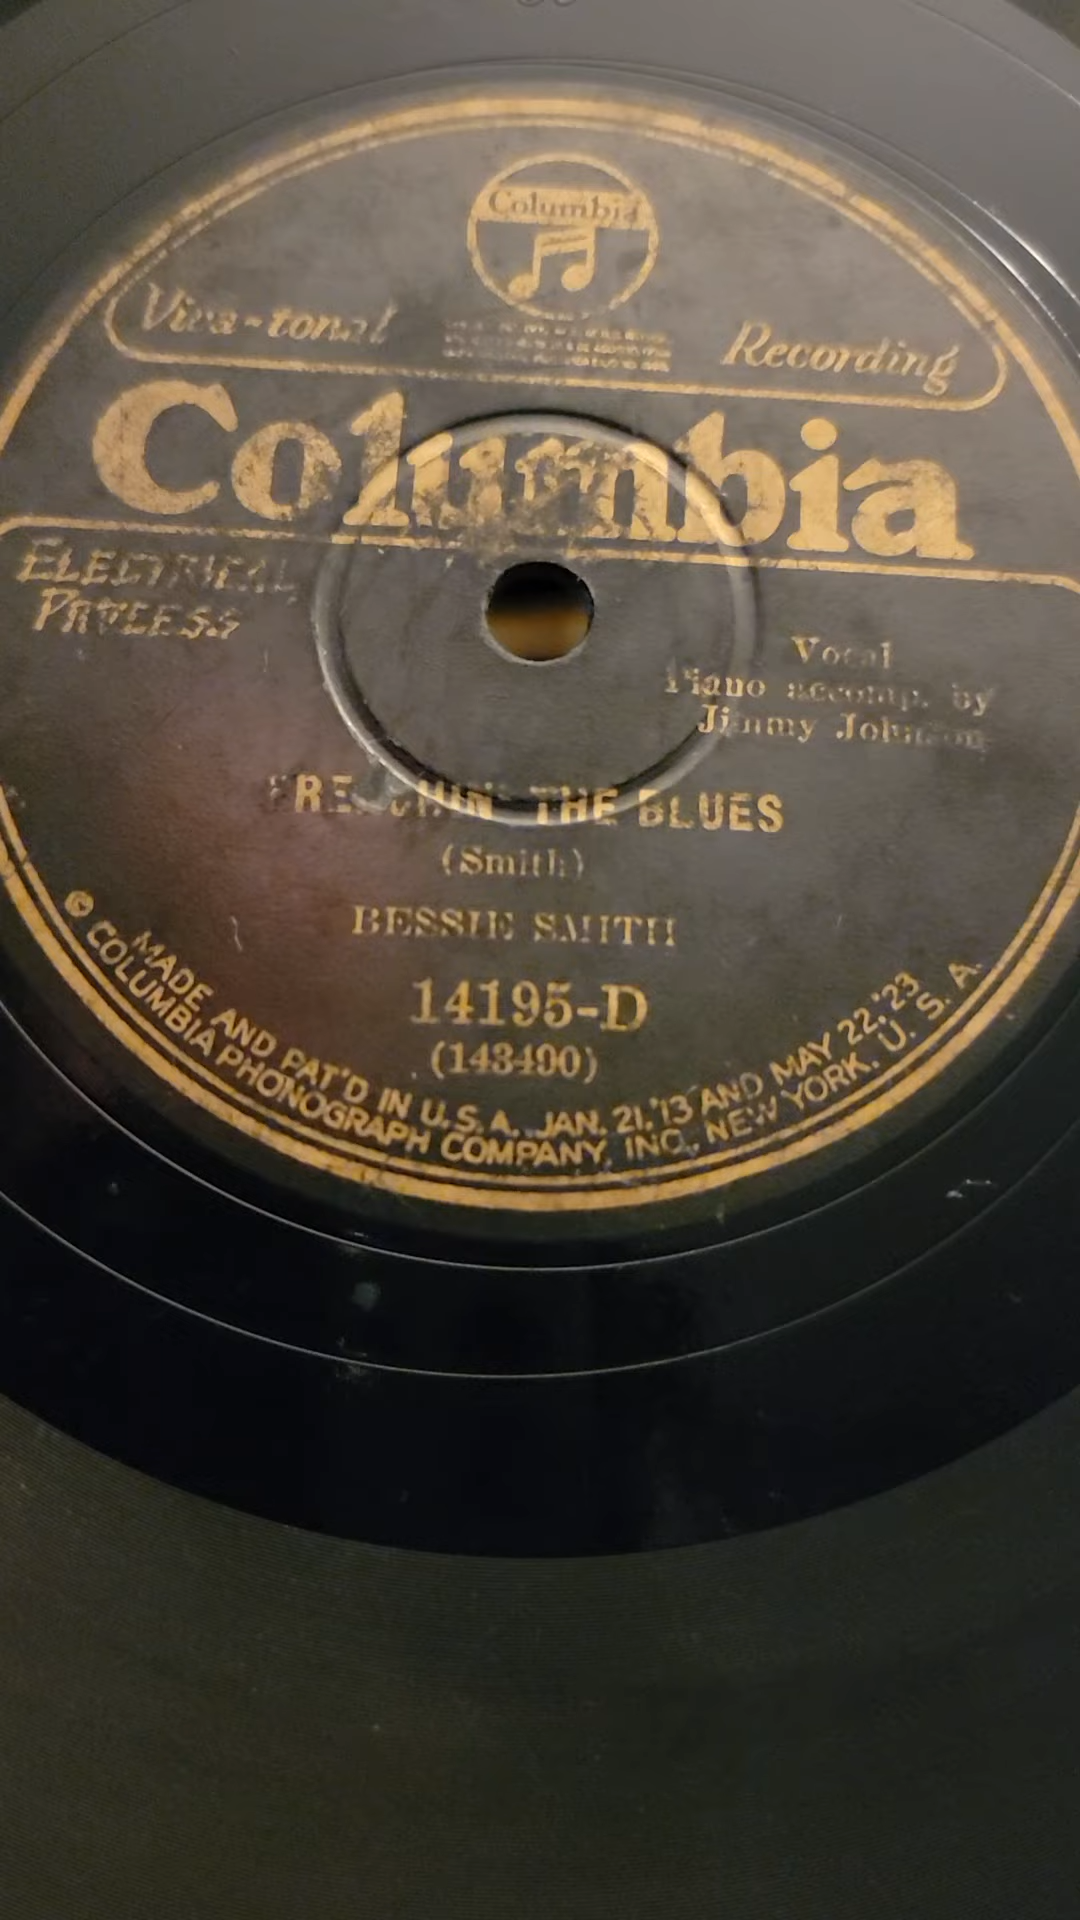 Columbia
Viva-tonal Recording
Columbia
ELECTRICAL
PROCESS
Vocal
Piano accomp. by
Jimmy Johnson
THE BLUES
(Smith)
BESSIE SMITH
14195-D
(143490)
MADE AND PAT'D IN U.S.A. JAN. 21,'13 AND MAY 22,'23
© COLUMBIA PHONOGRAPH COMPANY, INC., NEW YORK, U. S. A.